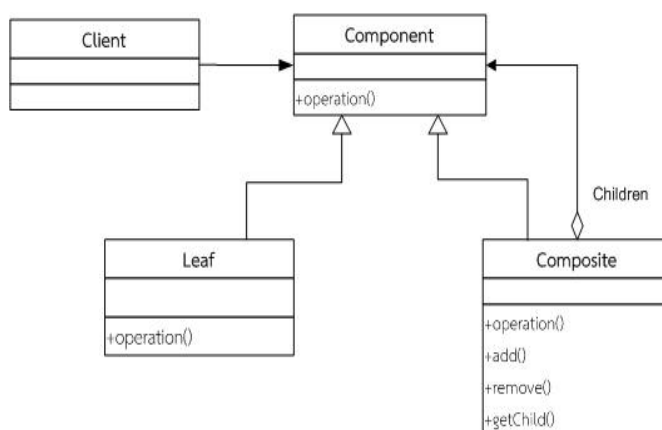 Client
Component
+operation()
Children
Leaf
+operation()
Composite
+operation()
+add()
+remove()
+getChild()